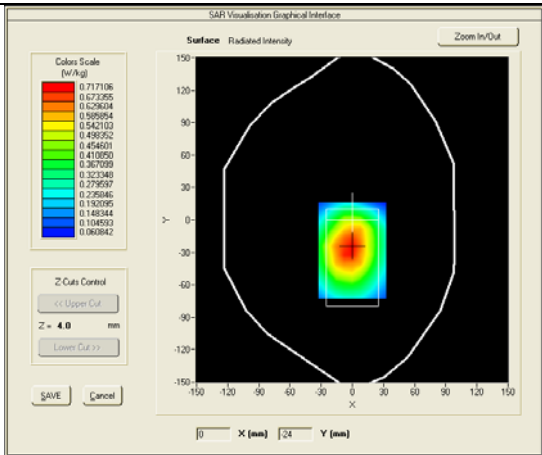 SAR Visualisation Graphical Interface
Surface Radiated Intensity
Zoom In/Out
Colors Scale
(W/kg)
0.717106
0.673355
0.629604
0.585854
0.542103
0.498352
0.454601
0.410850
0.367099
0.323348
0.279597
0.235846
0.192095
0.148344
0.104593
0.060842
150-
120-
90-
60-
30-
0-
-30-
-60-
-90-
-120-
-150-
Y
-150 -120 -90 -60 -30 0 30 60 90 120 150
X
Z Cuts Control
<< Upper Cut
Z = 4.0 mm
Lower Cut >>
SAVE Cancel
0 X (mm) -24 Y (mm)